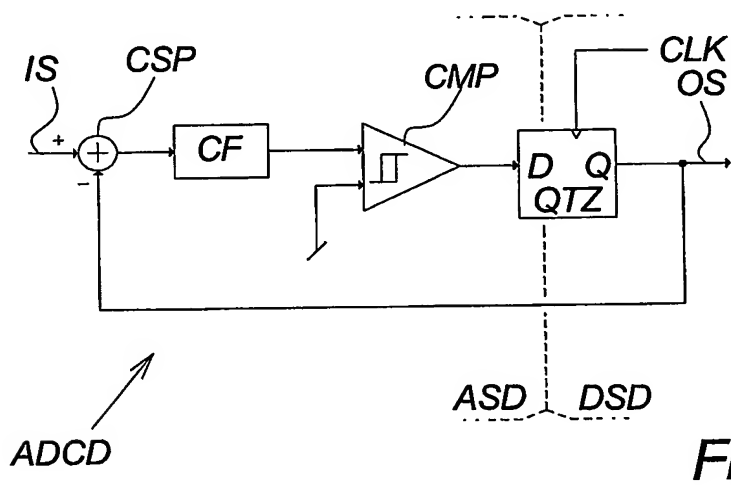 IS
CSP
CMP
CLK
OS
+
+
-
CF
D Q
QTZ
ASD
DSD
ADCD